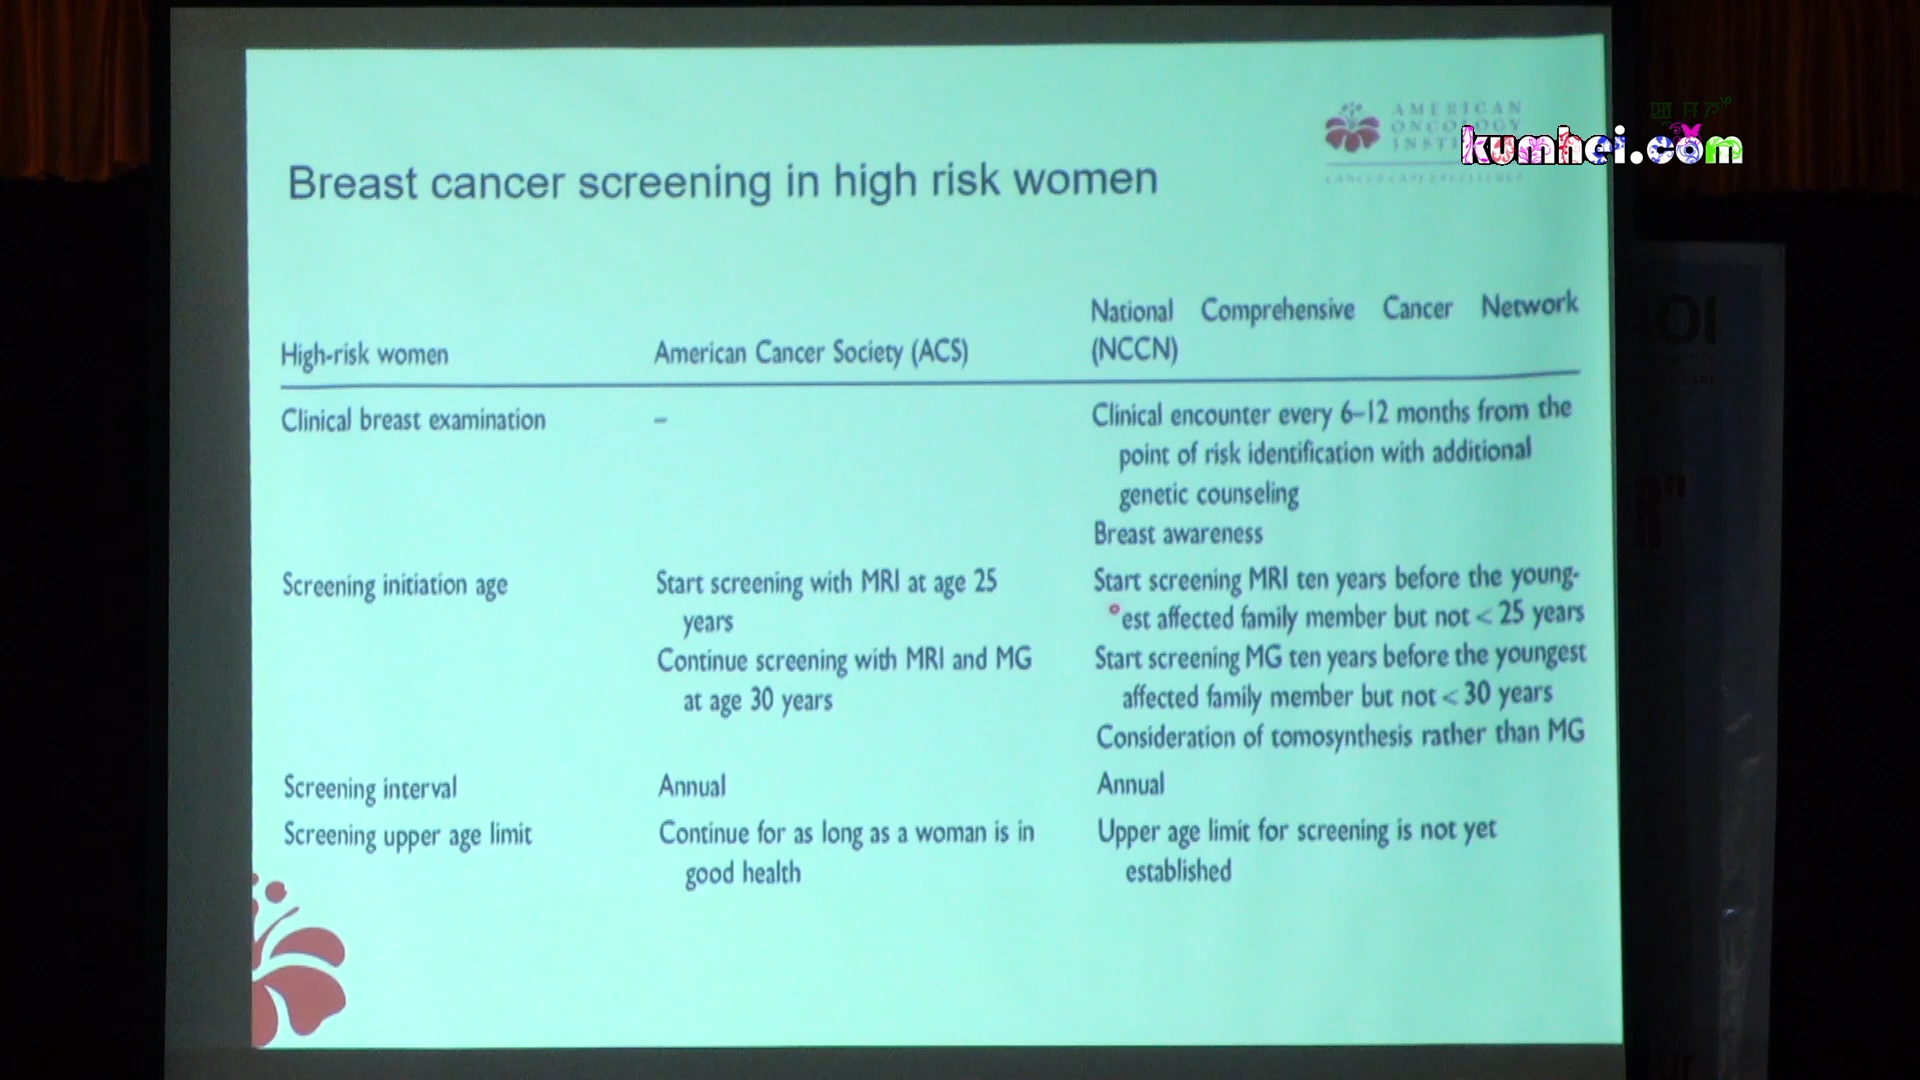 AMERICAN
ONCOLOGY
kumhei.com
Breast cancer screening in high risk women
High-risk women
American Cancer Society (ACS)
National Comprehensive Cancer Network
(NCCN)
Clinical breast examination
–
Clinical encounter every 6–12 months from the
point of risk identification with additional
genetic counseling
Breast awareness
Screening initiation age
Start screening with MRI at age 25
years
Continue screening with MRI and MG
at age 30 years
Start screening MRI ten years before the young-
est affected family member but not < 25 years
Start screening MG ten years before the youngest
affected family member but not < 30 years
Consideration of tomosynthesis rather than MG
Screening interval
Annual
Annual
Screening upper age limit
Continue for as long as a woman is in
good health
Upper age limit for screening is not yet
established
AOI
R"